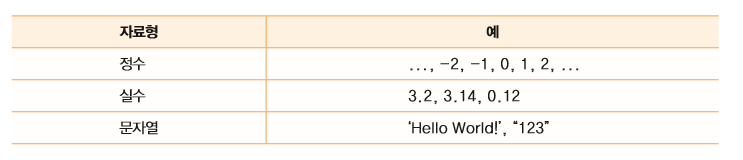 자료형 예
정수 …, -2, -1, 0, 1, 2, …
실수 3.2, 3.14, 0.12
문자열 ‘Hello World!’, “123”